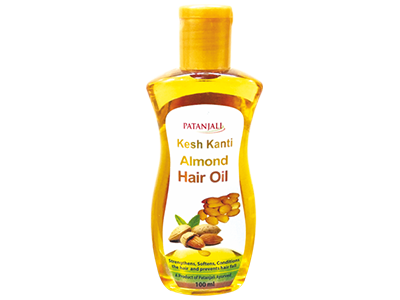 PATANJALI
Kesh Kanti
Almond
Hair Oil
Strengthens, Softens, Conditions
the hair and prevents hair fall
A Product of Patanjali Ayurved
100 ml